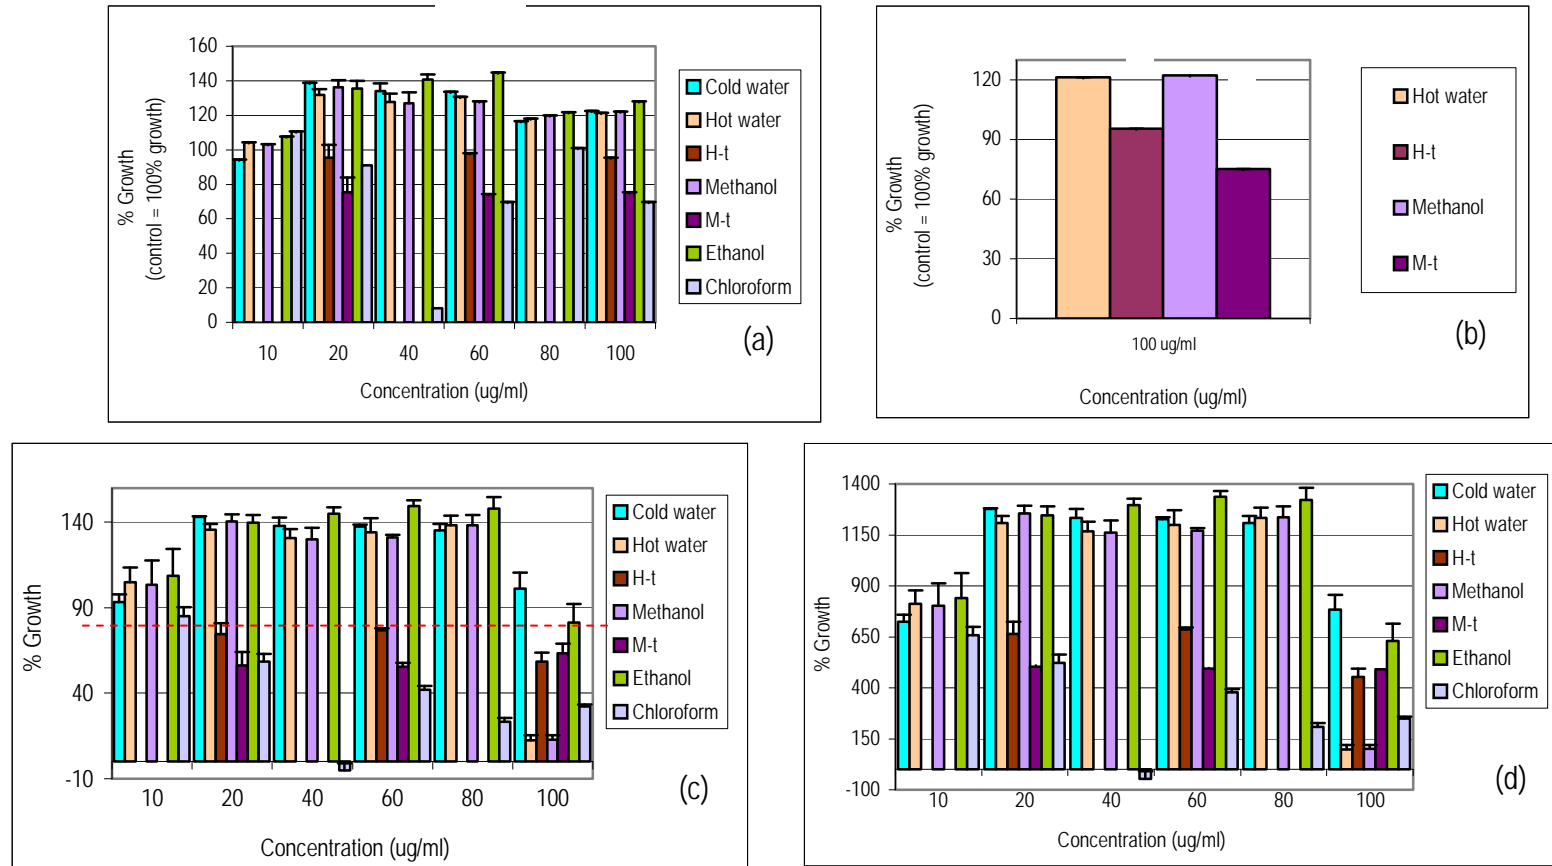 160
140
120
100
80
60
40
20
0
% Growth
(control = 100% growth)
10 20 40 60 80 100
Concentration (ug/ml)
Cold water
Hot water
H-t
Methanol
M-t
Ethanol
Chloroform
(a)
120
90
60
30
0
% Growth
(control = 100% growth)
100 ug/ml
Concentration (ug/ml)
Hot water
H-t
Methanol
M-t
(b)
140
90
40
-10
% Growth
10 20 40 60 80 100
Concentration (ug/ml)
Cold water
Hot water
H-t
Methanol
M-t
Ethanol
Chloroform
(c)
1400
1150
900
650
400
150
-100
% Growth
10 20 40 60 80 100
Concentration (ug/ml)
Cold water
Hot water
H-t
Methanol
M-t
Ethanol
Chloroform
(d)